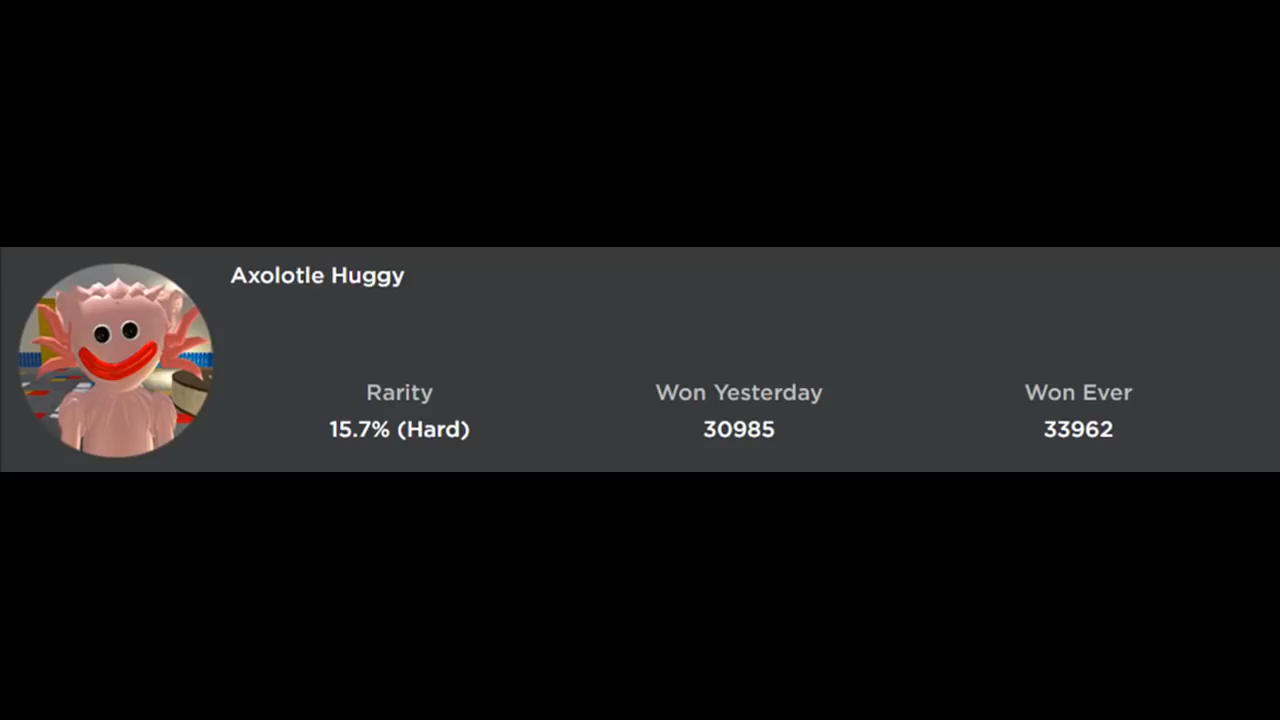 Axolotle Huggy
Rarity Won Yesterday Won Ever
15.7% (Hard) 30985 33962